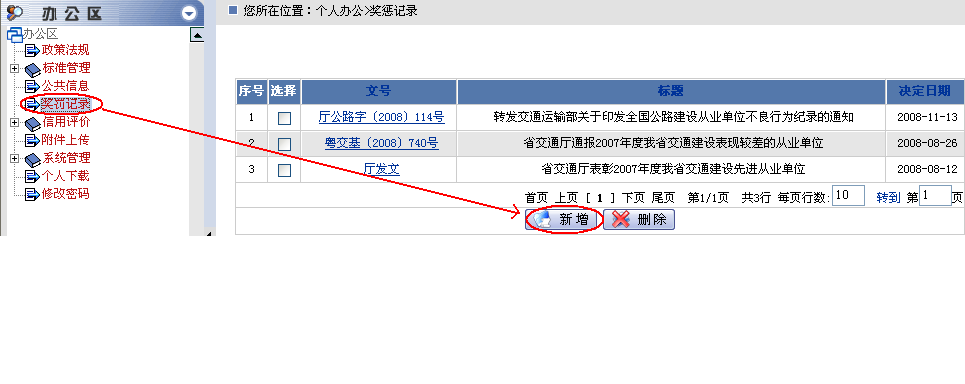 办公区
办公区
政策法规
标准管理
公共信息
奖罚记录
信用评价
附件上传
系统管理
个人下载
修改密码
您所在位置：个人办公>奖惩记录
序号 选择 文号 标题 决定日期
1 厅公路字〔2008〕114号 转发交通运输部关于印发全国公路建设从业单位不良行为纪录的通知 2008-11-13
2 粤交基〔2008〕740号 省交通厅通报2007年度我省交通建设表现较差的从业单位 2008-08-26
3 厅发文 省交通厅表彰2007年度我省交通建设先进从业单位 2008-08-12
首页 上页 [ 1 ] 下页 尾页 第1/1页 共3行 每页行数: 10 转到 第 1 页
新增 删除